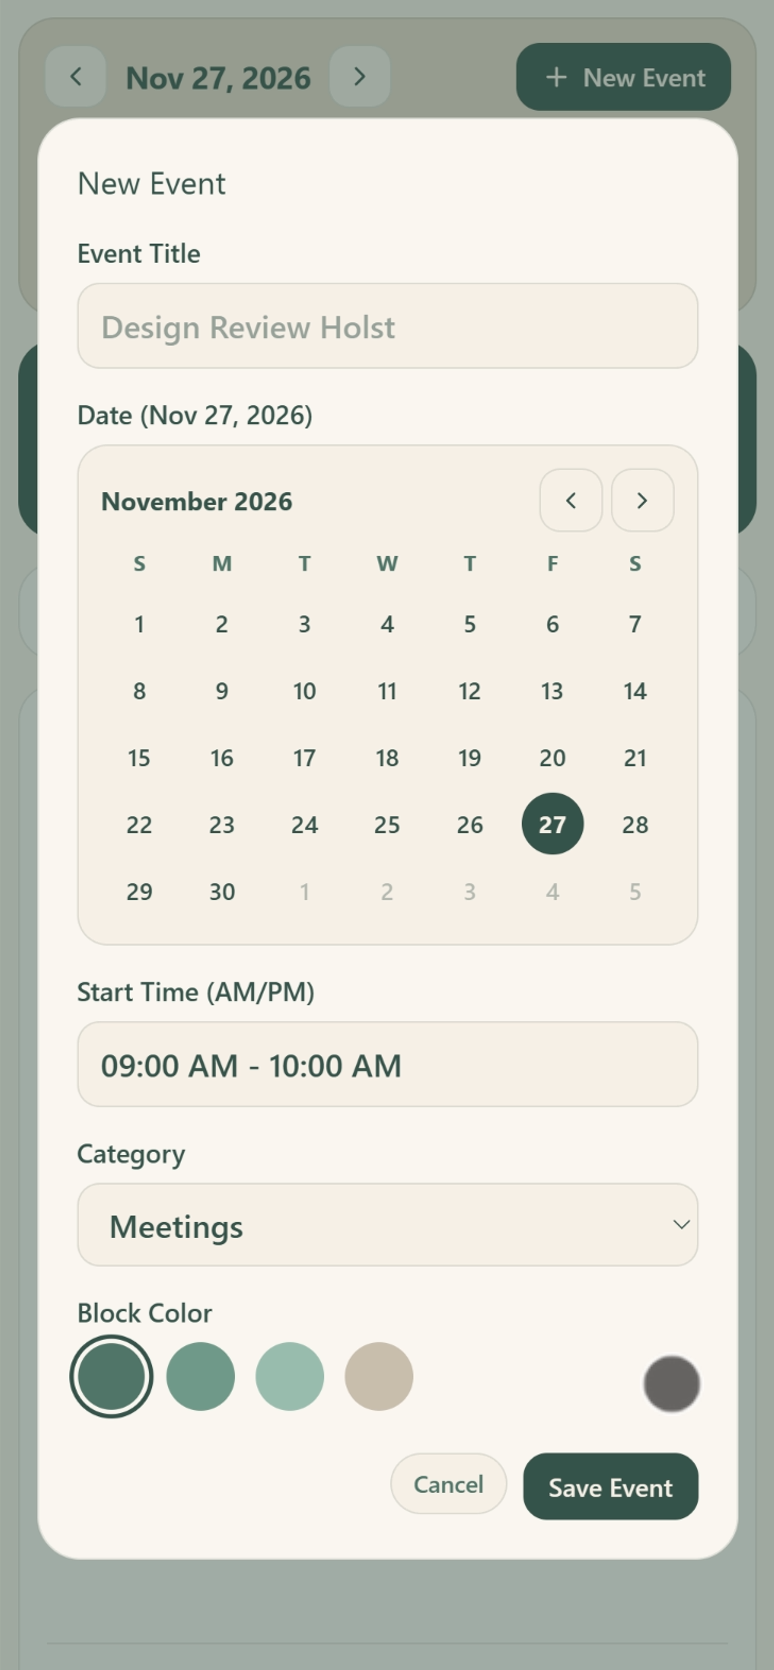 Nov 27, 2026
+ New Event
New Event
Event Title
Design Review Holst
Date (Nov 27, 2026)
November 2026
S M T W T F S
1 2 3 4 5 6 7
8 9 10 11 12 13 14
15 16 17 18 19 20 21
22 23 24 25 26 27 28
29 30 1 2 3 4 5
Start Time (AM/PM)
09:00 AM - 10:00 AM
Category
Meetings
Block Color
Cancel
Save Event